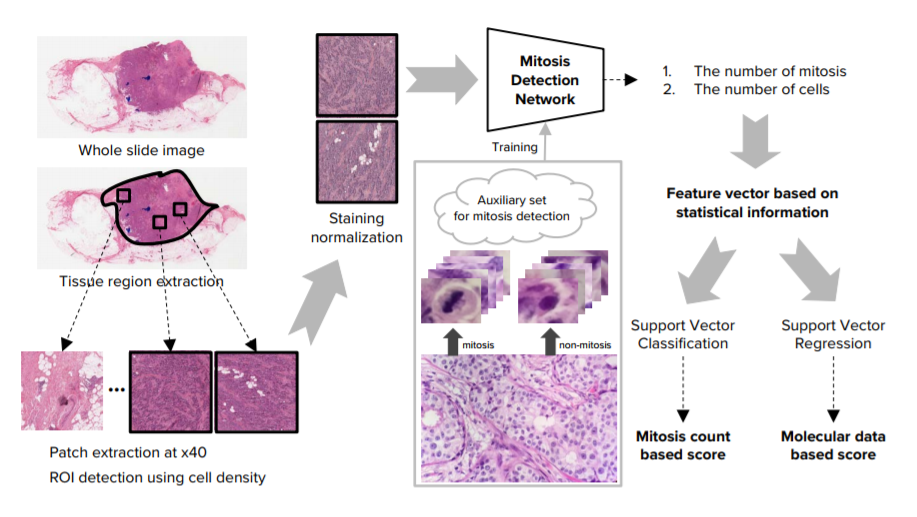 Whole slide image
Tissue region extraction
...
Patch extraction at x40
ROI detection using cell density
Staining
normalization
Mitosis
Detection
Network
Training
Auxiliary set
for mitosis detection
mitosis
non-mitosis
1. The number of mitosis
2. The number of cells
Feature vector based on
statistical information
Support Vector
Classification
Support Vector
Regression
Mitosis count
based score
Molecular data
based score